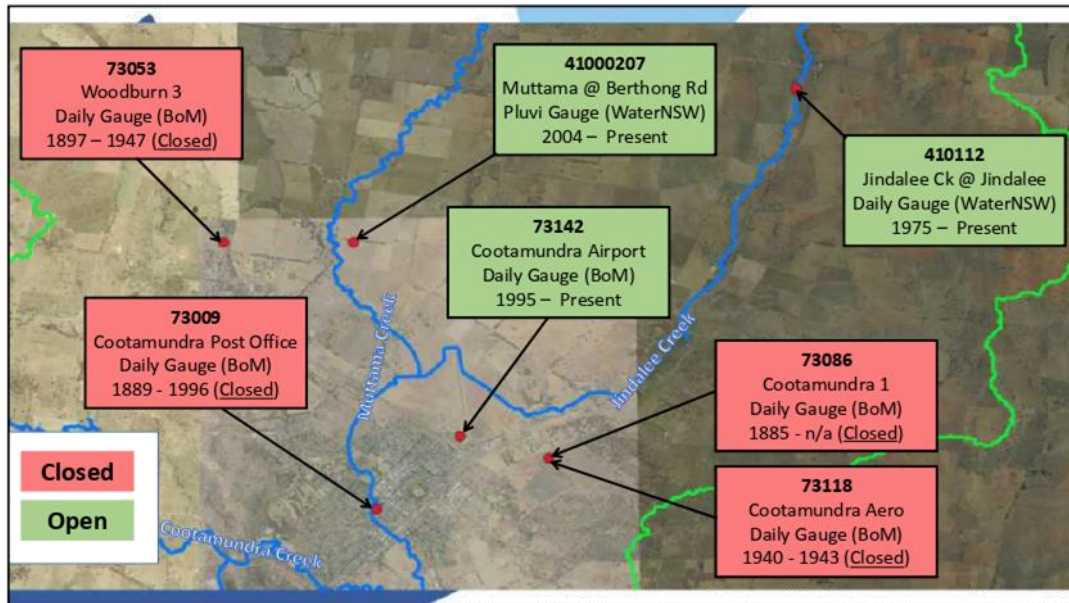 73053
Woodburn 3
Daily Gauge (BoM)
1897 – 1947 (Closed)
41000207
Muttama @ Berthong Rd
Pluvi Gauge (WaterNSW)
2004 – Present
410112
Jindalee Ck @ Jindalee
Daily Gauge (WaterNSW)
1975 – Present
73142
Cootamundra Airport
Daily Gauge (BoM)
1995 – Present
73009
Cootamundra Post Office
Daily Gauge (BoM)
1889 - 1996 (Closed)
Muttama Creek
Jindalee Creek
73086
Cootamundra 1
Daily Gauge (BoM)
1885 - n/a (Closed)
73118
Cootamundra Aero
Daily Gauge (BoM)
1940 - 1943 (Closed)
Closed
Open
Cootamundra Creek